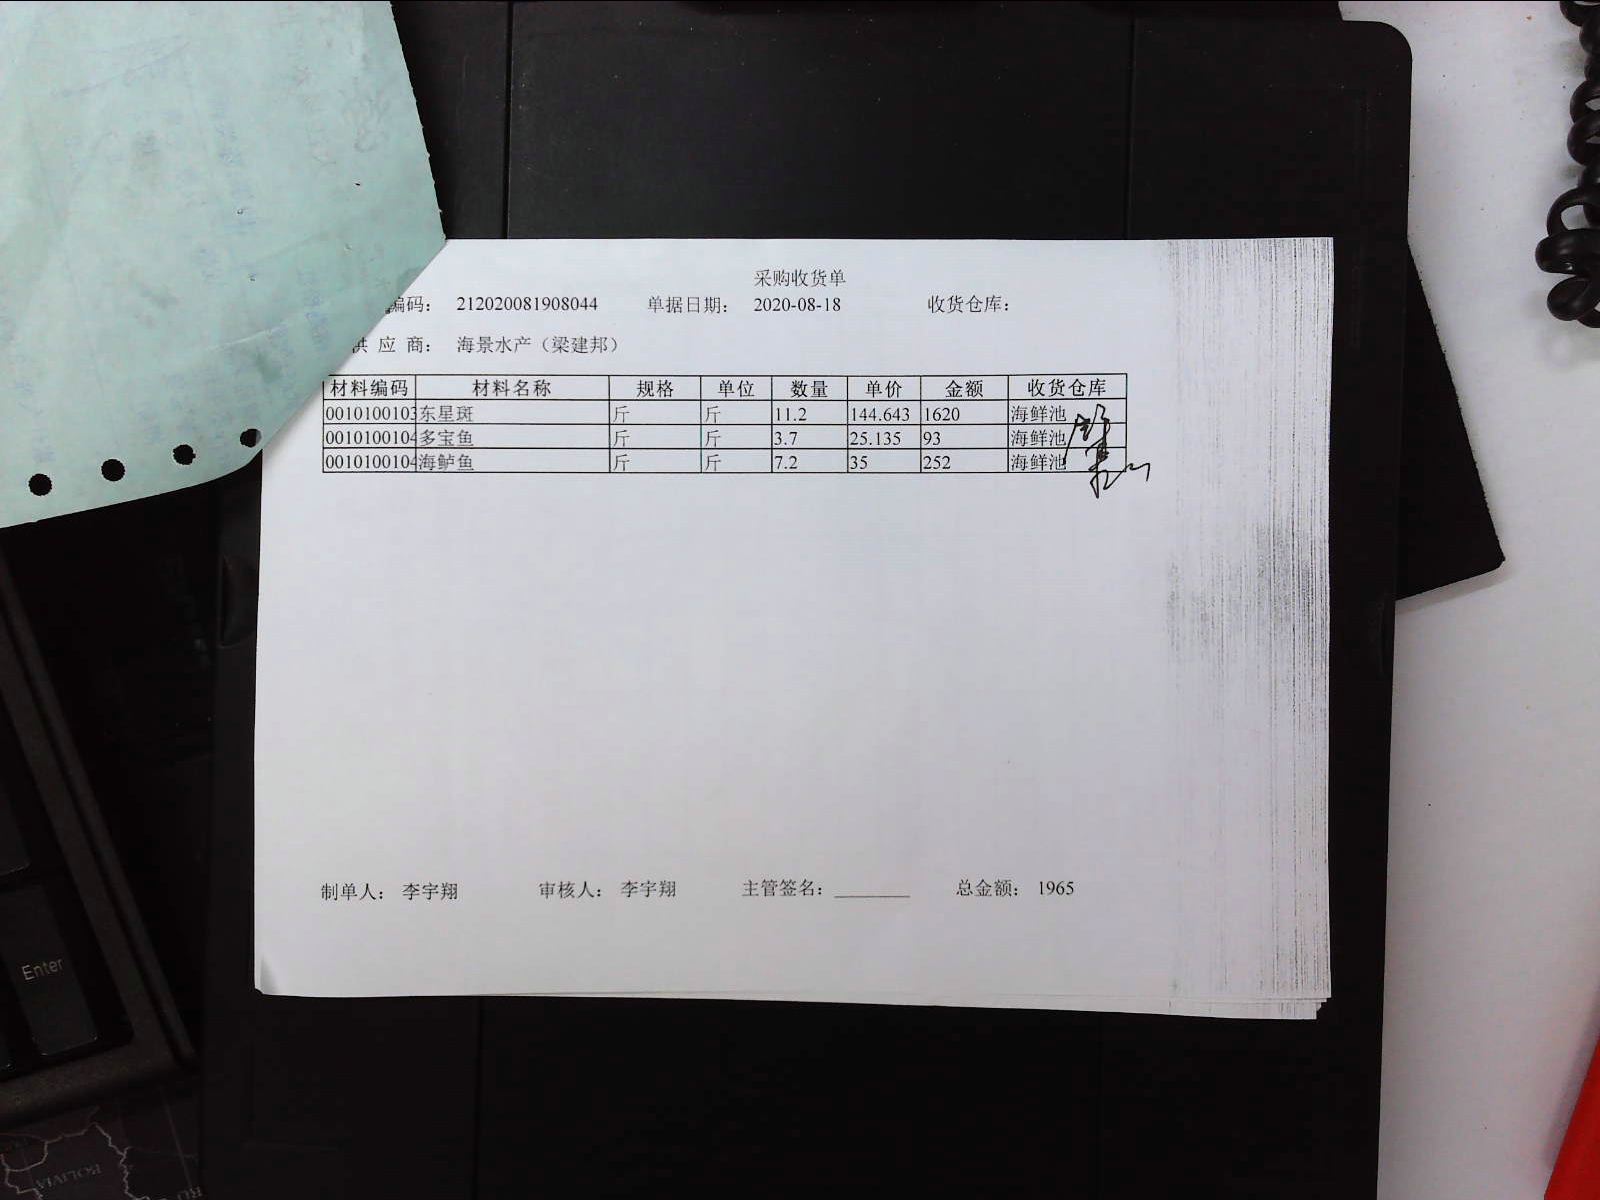 采购收货单
编码： 212020081908044 单据日期： 2020-08-18 收货仓库：
供 应 商： 海景水产（梁建邦）
材料编码 材料名称 规格 单位 数量 单价 金额 收货仓库
0010100103 东星斑 斤 斤 11.2 144.643 1620 海鲜池
0010100104 多宝鱼 斤 斤 3.7 25.135 93 海鲜池
0010100104 海鲈鱼 斤 斤 7.2 35 252 海鲜池
制单人： 李宇翔 审核人： 李宇翔 主管签名： 总金额： 1965
Enter
BOLIVIA